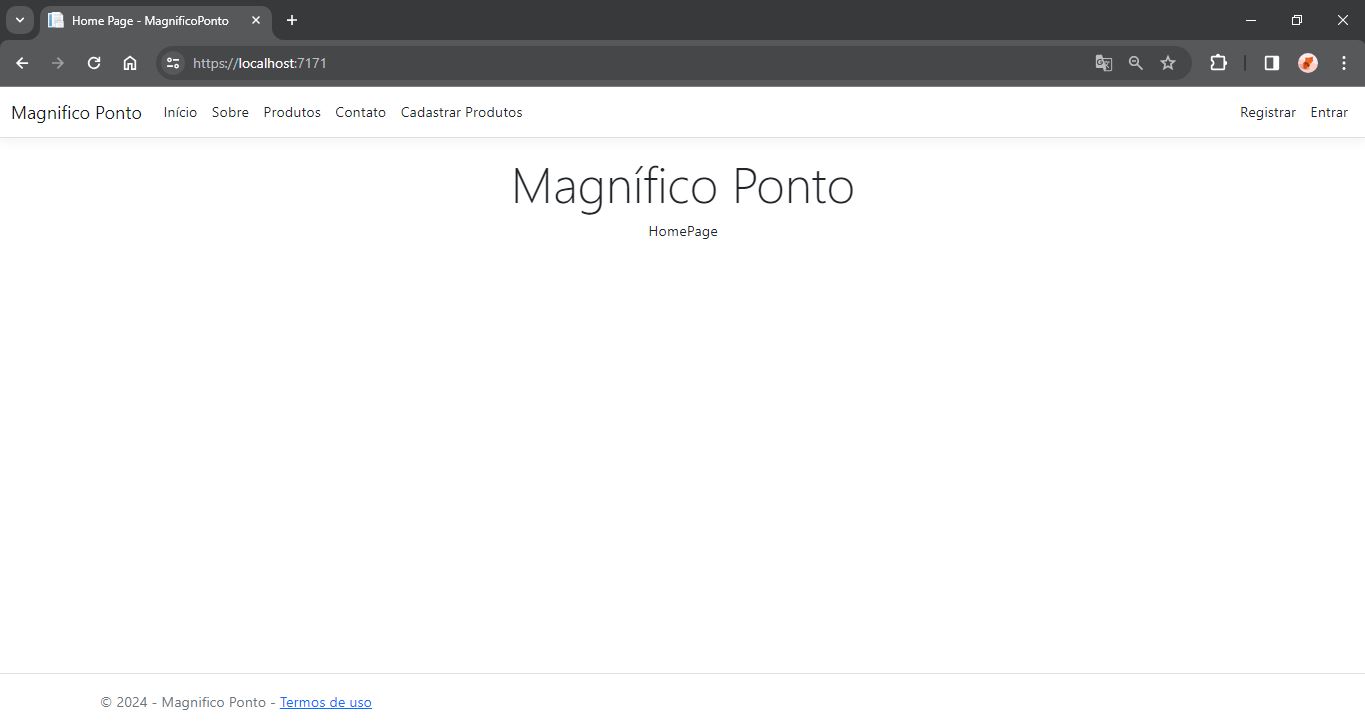 Home Page - MagnificoPonto
https://localhost:7171
Magnifico Ponto Início Sobre Produtos Contato Cadastrar Produtos Registrar Entrar
Magnífico Ponto
HomePage
© 2024 - Magnifico Ponto - Termos de uso